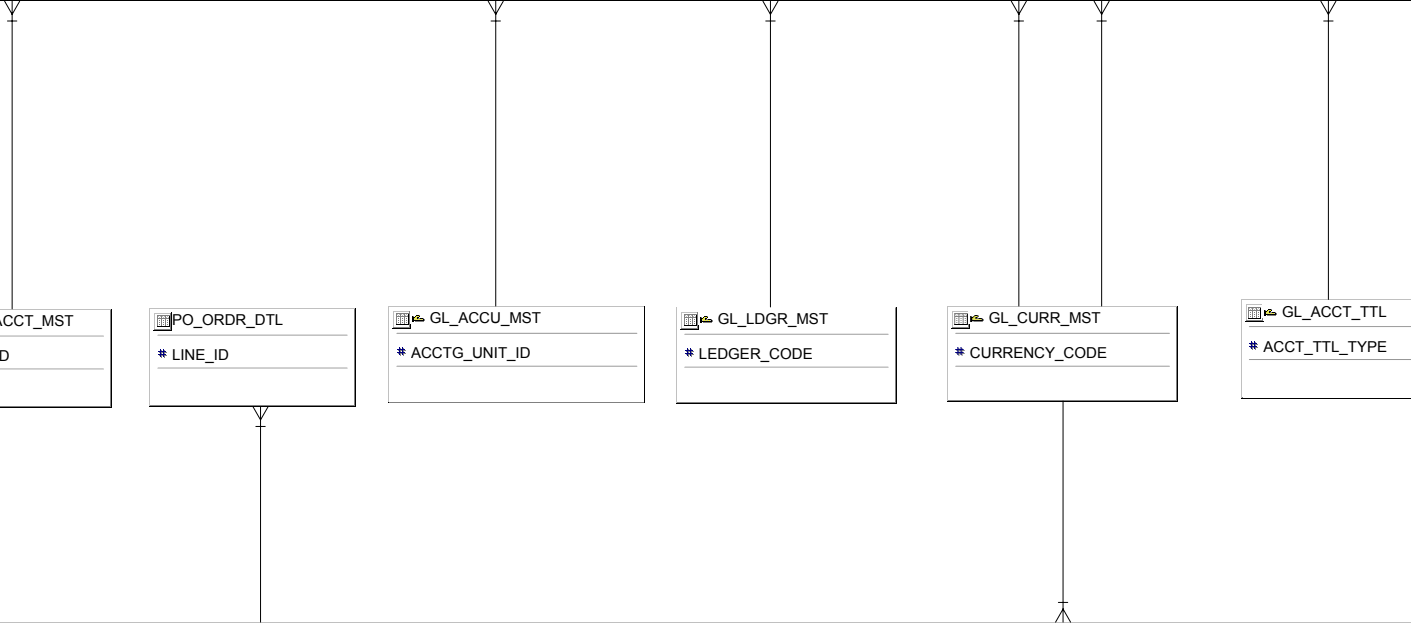 ACCT_MST
D
PO_ORDR_DTL
# LINE_ID
GL_ACCU_MST
# ACCTG_UNIT_ID
GL_LDGR_MST
# LEDGER_CODE
GL_CURR_MST
# CURRENCY_CODE
GL_ACCT_TTL
# ACCT_TTL_TYPE